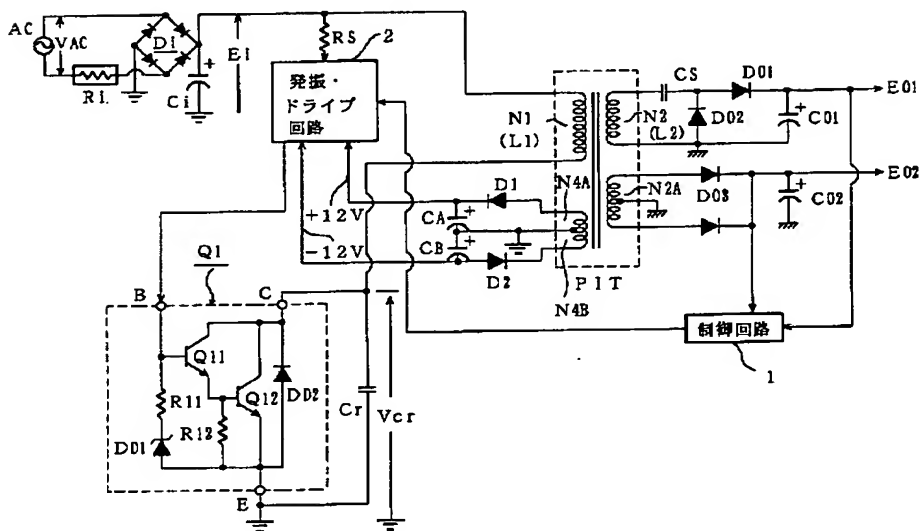 AC
VAC
Di
Ri
Ci
Ei
RS
2
発振・
ドライブ
回路
N1
(L1)
N2
(L2)
CS
D01
D02
C01
E01
N4A
N2A
D03
C02
E02
D1
CA
CB
D2
+12V
-12V
N4B
PIT
制御回路
1
Q1
B
C
Q11
Q12
R11
R12
DD1
DD2
Cr
Vcr
E